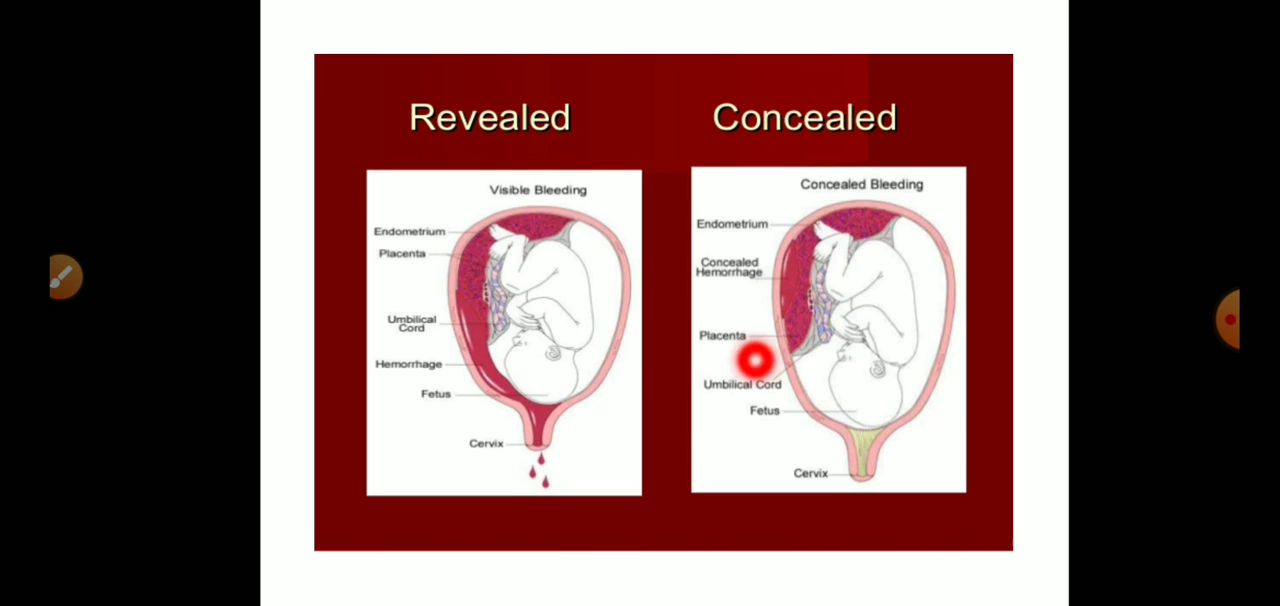 Revealed
Visible Bleeding
Endometrium
Placenta
Umbilical
Cord
Hemorrhage
Fetus
Cervix
Concealed
Concealed Bleeding
Endometrium
Concealed
Hemorrhage
Placenta
Umbilical Cord
Fetus
Cervix